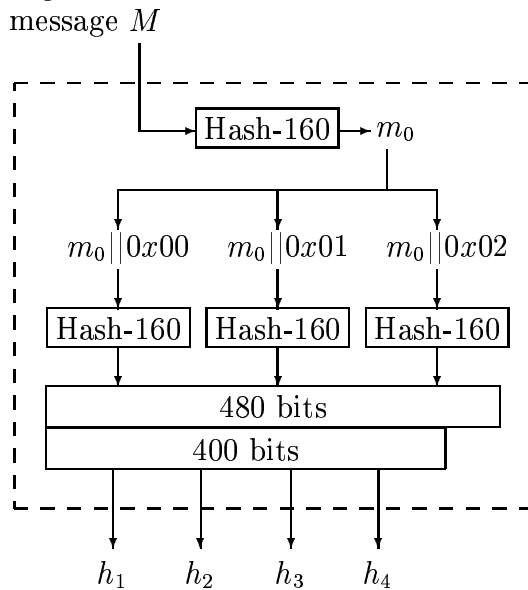 message M
Hash-160 m₀
m₀||0x00 m₀||0x01 m₀||0x02
Hash-160 Hash-160 Hash-160
480 bits
400 bits
h₁ h₂ h₃ h₄